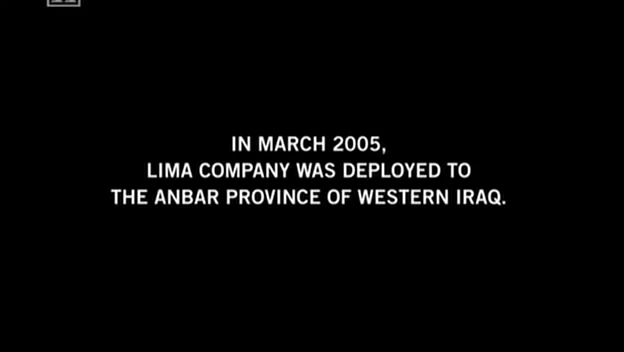 IN MARCH 2005,
LIMA COMPANY WAS DEPLOYED TO
THE ANBAR PROVINCE OF WESTERN IRAQ.